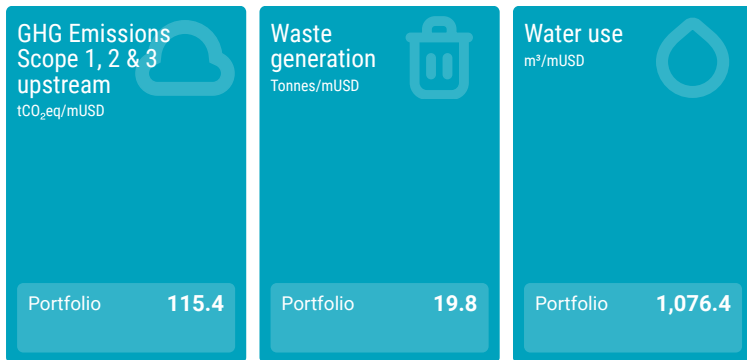 GHG Emissions
Scope 1, 2 & 3
upstream
tCO₂eq/mUSD
Portfolio 115.4
Waste
generation
Tonnes/mUSD
Portfolio 19.8
Water use
m³/mUSD
Portfolio 1,076.4